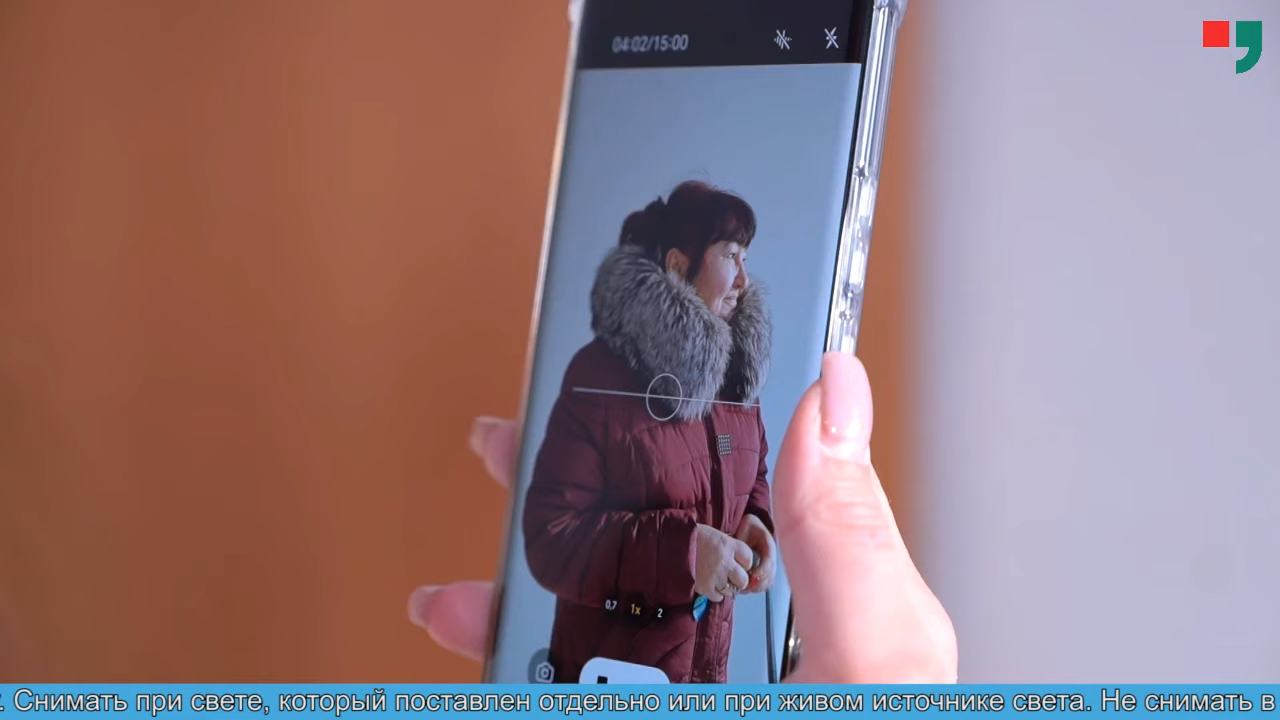 04:02/15:00
0,7 1x 2
Снимать при свете, который поставлен отдельно или при живом источнике света. Не снимать в